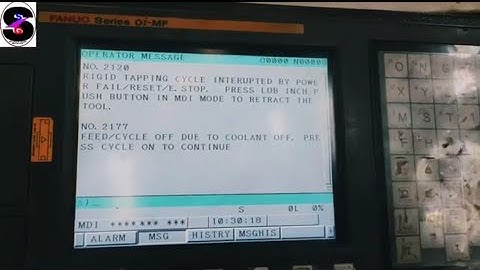 FANUC Series 0i-MF
OPERATOR MESSAGE O0000 N00000
NO. 2120
RIGID TAPPING CYCLE INTERUPTED BY POWE
R FAIL/RESET/E.STOP. PRESS LUB INCH P
USH BUTTON IN MDI MODE TO RETRACT THE
TOOL.
NO. 2177
FEED/CYCLE OFF DUE TO COOLANT OFF. PRE
SS CYCLE ON TO CONTINUE
A)_
S 0L 0%
MDI **** *** *** 10:30:18
ALARM MSG HISTRY MSGHIS